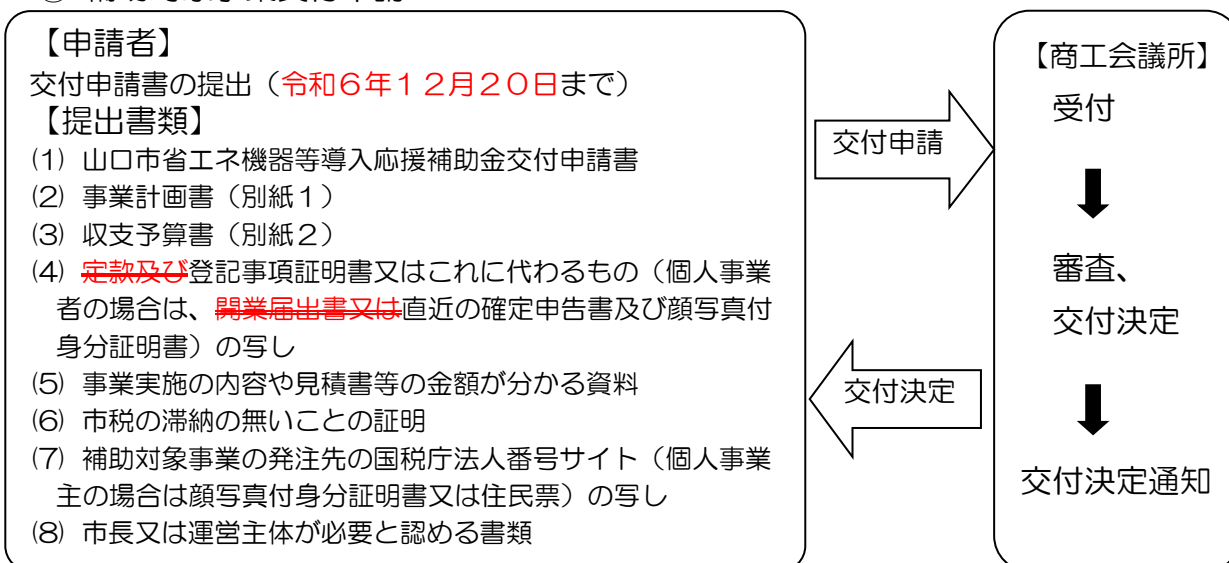 【申請者】
交付申請書の提出（令和６年１２月２０日まで）
【提出書類】
⑴ 山口市省エネ機器等導入応援補助金交付申請書
⑵ 事業計画書（別紙１）
⑶ 収支予算書（別紙２）
⑷ 定款及び登記事項証明書又はこれに代わるもの（個人事業
者の場合は、開業届出書又は直近の確定申告書及び顔写真付
身分証明書）の写し
⑸ 事業実施の内容や見積書等の金額が分かる資料
⑹ 市税の滞納の無いことの証明
⑺ 補助対象事業の発注先の国税庁法人番号サイト（個人事業
主の場合は顔写真付身分証明書又は住民票）の写し
⑻ 市長又は運営主体が必要と認める書類
交付申請
交付決定
【商工会議所】
受付
審査、
交付決定
交付決定通知